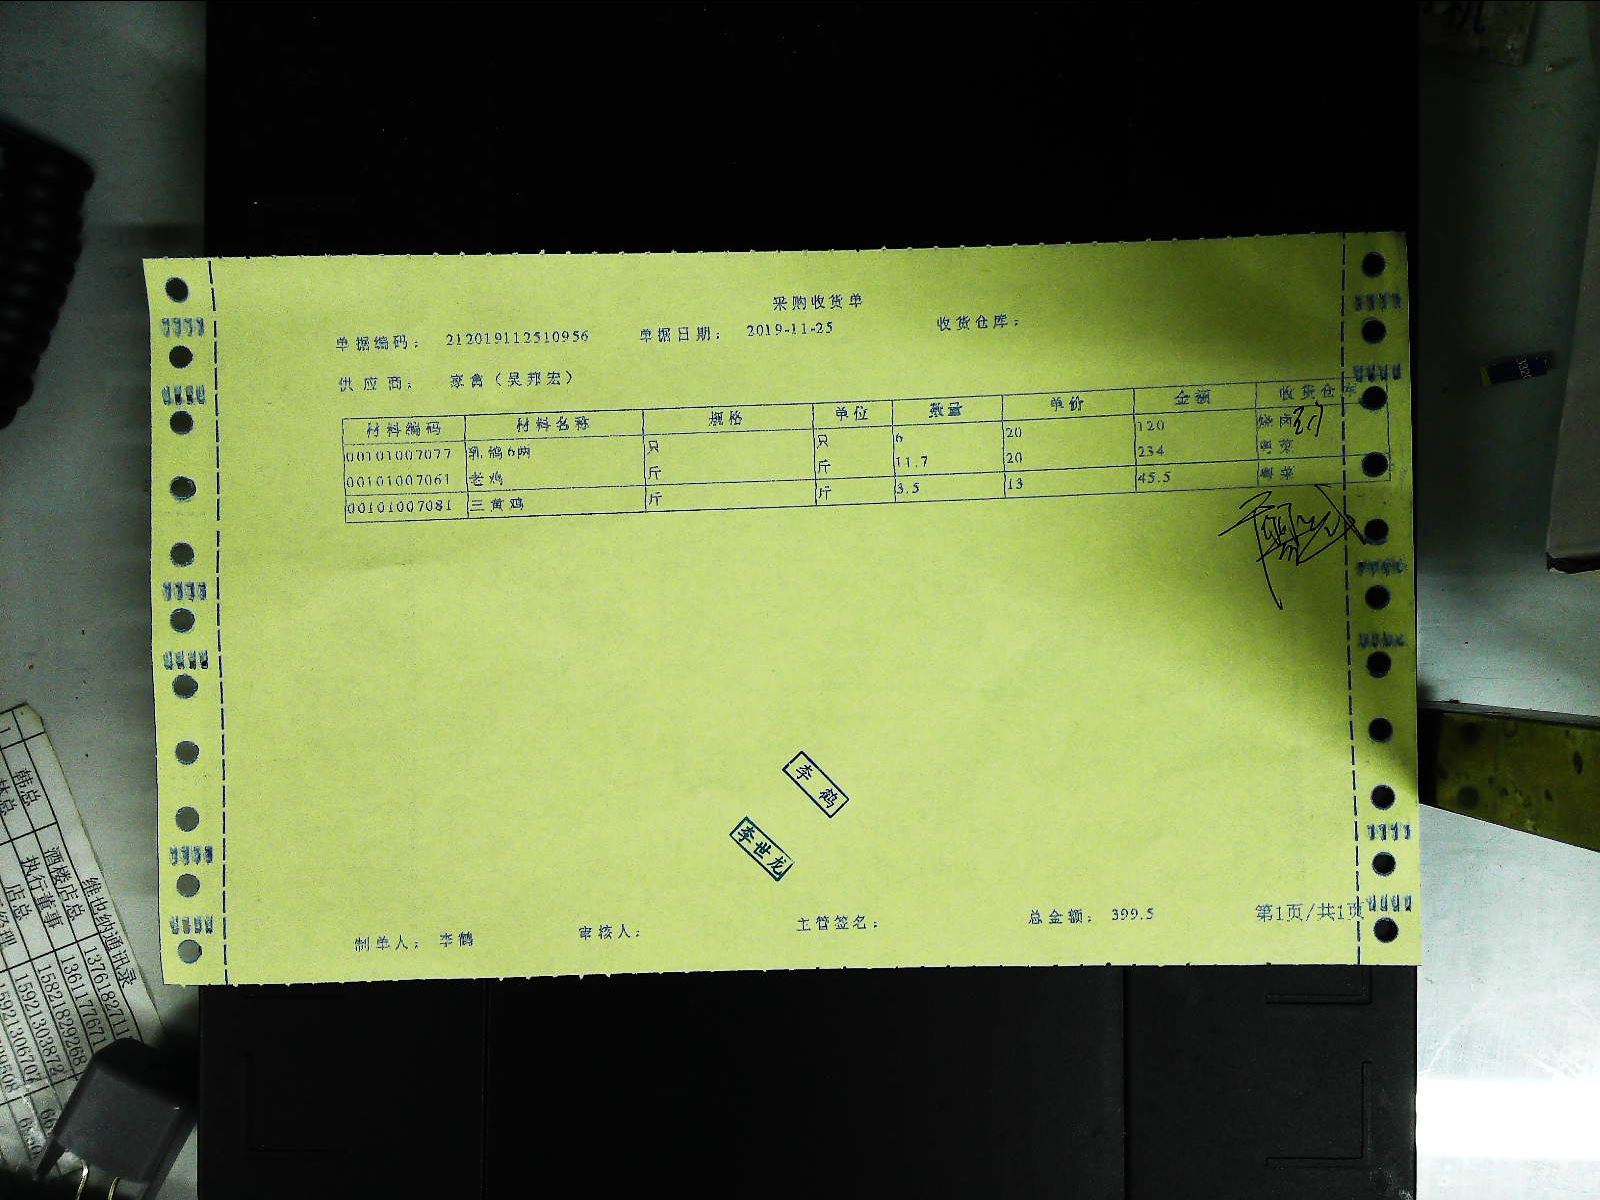 采购收货单
单据编码： 212019112510956 单据日期： 2019-11-25 收货仓库：
供应商： 家禽（吴邦宏）
材料编码 材料名称 规格 单位 数量 单价 金额 收货仓库
00101007077 乳鸽6两 只 只 6 20 120
00101007061 老鸡 斤 斤 11.7 20 234 粤菜
00101007081 三黄鸡 斤 斤 3.5 13 45.5 粤菜
李鹤
李世龙
制单人： 李鹤 审核人： 主管签名： 总金额： 399.5 第1页/共1页
维也纳通讯录
韩总 酒楼店总
执行董事
店总